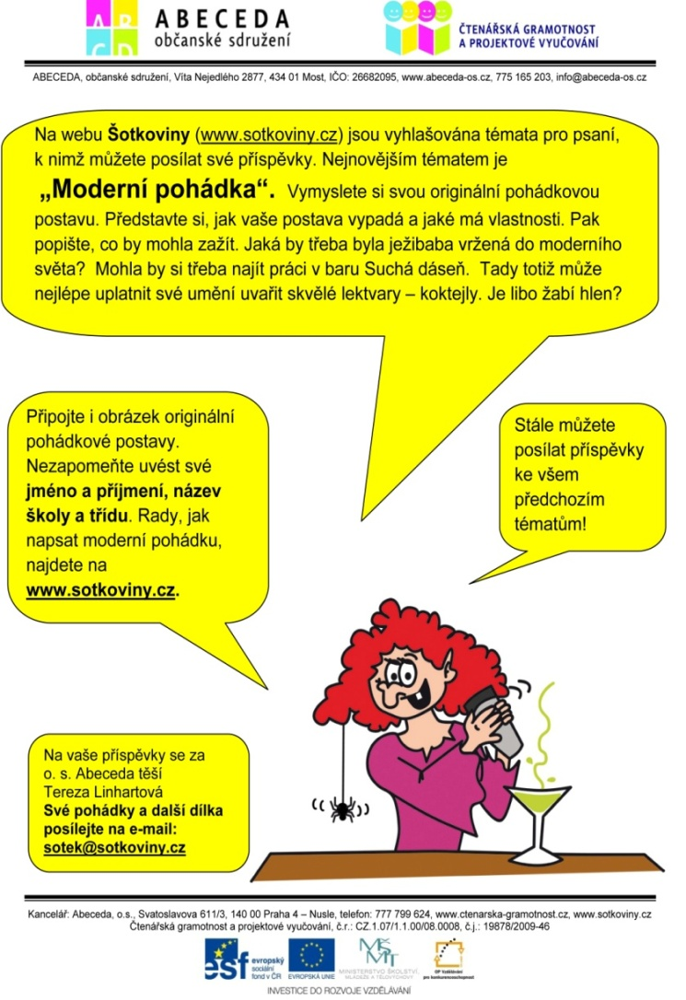 ABECEDA
občanské sdružení
ČTENÁŘSKÁ GRAMOTNOST
A PROJEKTOVÉ VYUČOVÁNÍ
ABECEDA, občanské sdružení, Víta Nejedlého 2877, 434 01 Most, IČO: 26682095, www.abeceda-os.cz, 775 165 203, info@abeceda-os.cz
Na webu Šotkoviny (www.sotkoviny.cz) jsou vyhlašována témata pro psaní,
k nimž můžete posílat své příspěvky. Nejnovějším tématem je
„Moderní pohádka“. Vymyslete si svou originální pohádkovou
postavu. Představte si, jak vaše postava vypadá a jaké má vlastnosti. Pak
popište, co by mohla zažít. Jaká by třeba byla ježibaba vržená do moderního
světa? Mohla by si třeba najít práci v baru Suchá dáseň. Tady totiž může
nejlépe uplatnit své umění uvařit skvělé lektvary – koktejly. Je libo žabí hlen?
Připojte i obrázek originální
pohádkové postavy.
Nezapomeňte uvést své
jméno a příjmení, název
školy a třídu. Rady, jak
napsat moderní pohádku,
najdete na
www.sotkoviny.cz.
Stále můžete
posílat příspěvky
ke všem
předchozím
tématům!
Na vaše příspěvky se za
o. s. Abeceda těší
Tereza Linhartová
Své pohádky a další dílka
posílejte na e-mail:
sotek@sotkoviny.cz
Kancelář: Abeceda, o.s., Svatoslavova 611/3, 140 00 Praha 4 – Nusle, telefon: 777 799 624, www.ctenarska-gramotnost.cz, www.sotkoviny.cz
Čtenářská gramotnost a projektové vyučování, č.r.: CZ.1.07/1.1.00/08.0008, č.j.: 19878/2009-46
esf evropský sociální fond v ČR
EVROPSKÁ UNIE
MINISTERSTVO ŠKOLSTVÍ,
MLÁDEŽE A TĚLOVÝCHOVY
OP Vzdělávání
pro konkurenceschopnost
INVESTICE DO ROZVOJE VZDĚLÁVÁNÍ